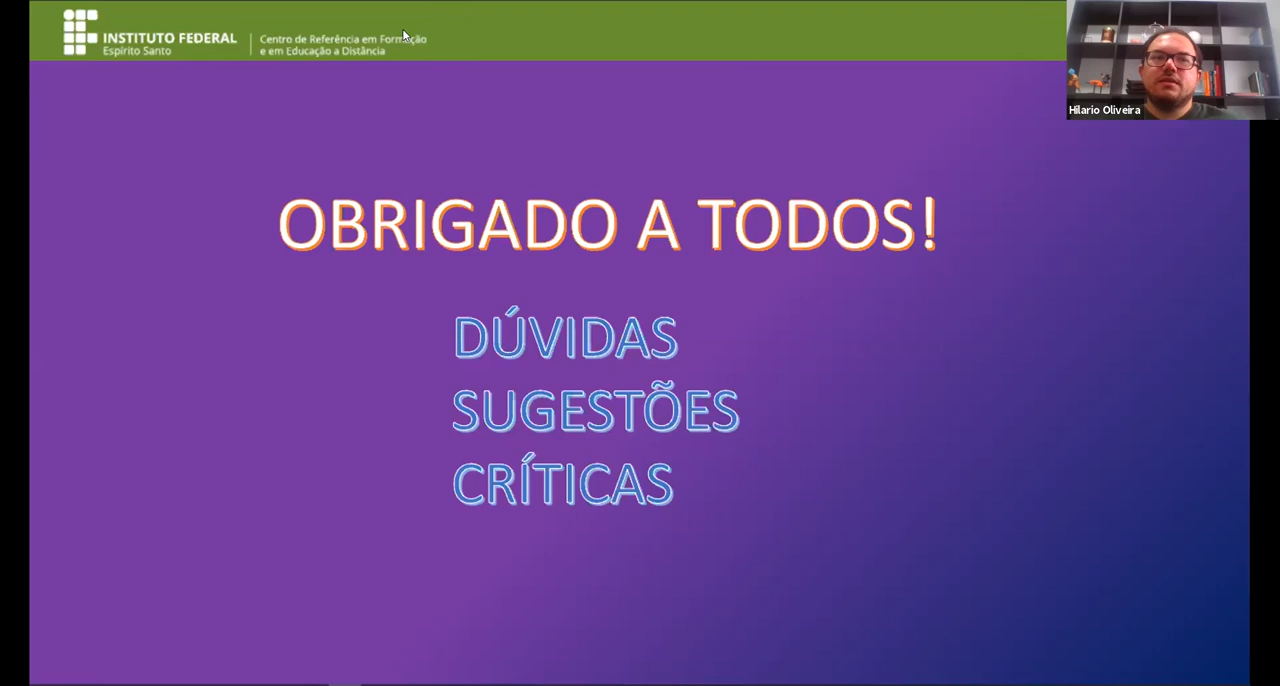 INSTITUTO FEDERAL
Espírito Santo
Centro de Referência em Formação
e em Educação a Distância
Hilario Oliveira
OBRIGADO A TODOS!
DÚVIDAS
SUGESTÕES
CRÍTICAS